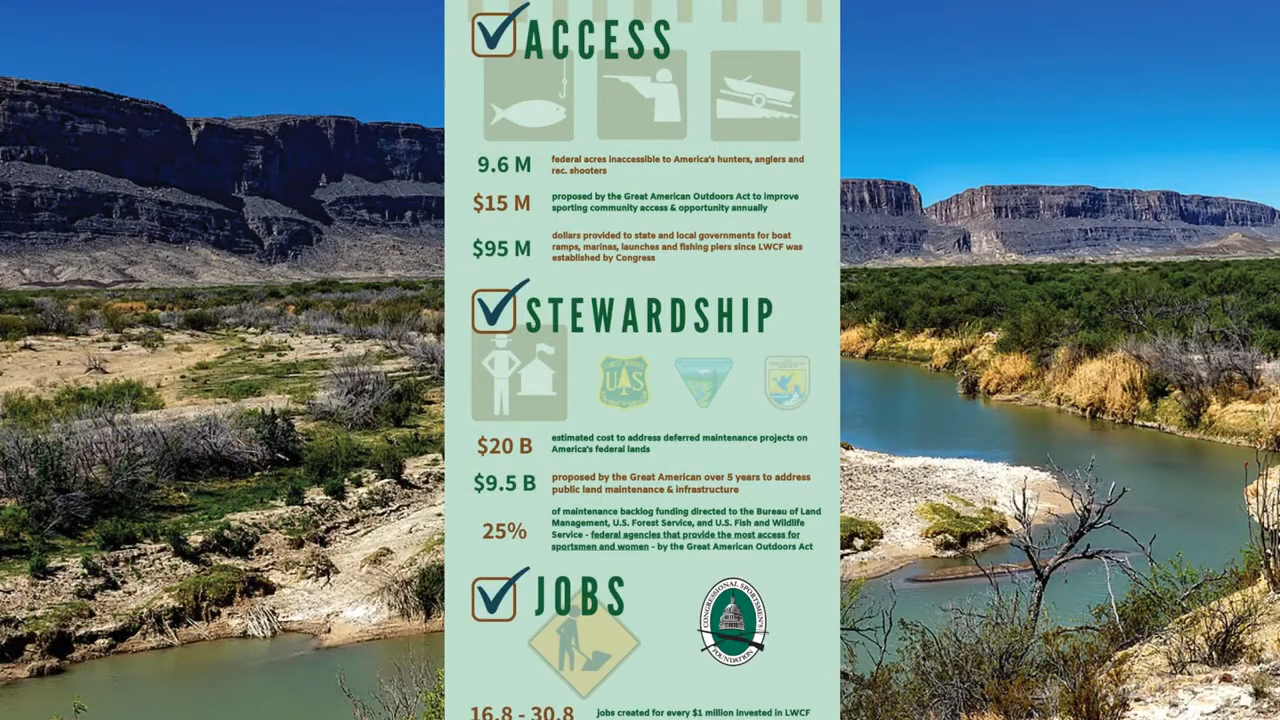 ACCESS
9.6 M
federal acres inaccessible to America's hunters, anglers and
rec. shooters
$15 M
proposed by the Great American Outdoors Act to improve
sporting community access & opportunity annually
$95 M
dollars provided to state and local governments for boat
ramps, marinas, launches and fishing piers since LWCF was
established by Congress
STEWARDSHIP
U S
$20 B
estimated cost to address deferred maintenance projects on
America's federal lands
$9.5 B
proposed by the Great American over 5 years to address
public land maintenance & infrastructure
25%
of maintenance backlog funding directed to the Bureau of Land
Management, U.S. Forest Service, and U.S. Fish and Wildlife
Service - federal agencies that provide the most access for
sportsmen and women - by the Great American Outdoors Act
JOBS
CONGRESSIONAL SPORTSMEN'S
FOUNDATION
16.8 - 30.8
jobs created for every $1 million invested in LWCF